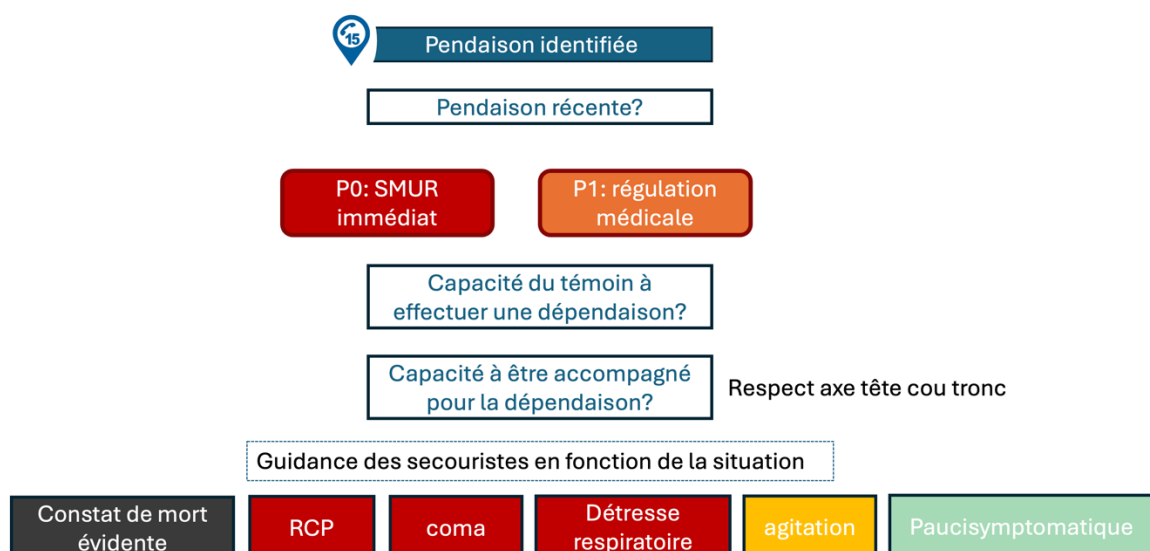 15
Pendaison identifiée
Pendaison récente?
P0: SMUR
immédiat
P1: régulation
médicale
Capacité du témoin à
effectuer une dépendaison?
Capacité à être accompagné
pour la dépendaison?
Respect axe tête cou tronc
Guidance des secouristes en fonction de la situation
Constat de mort
évidente
RCP
coma
Détresse
respiratoire
agitation
Paucisymptomatique